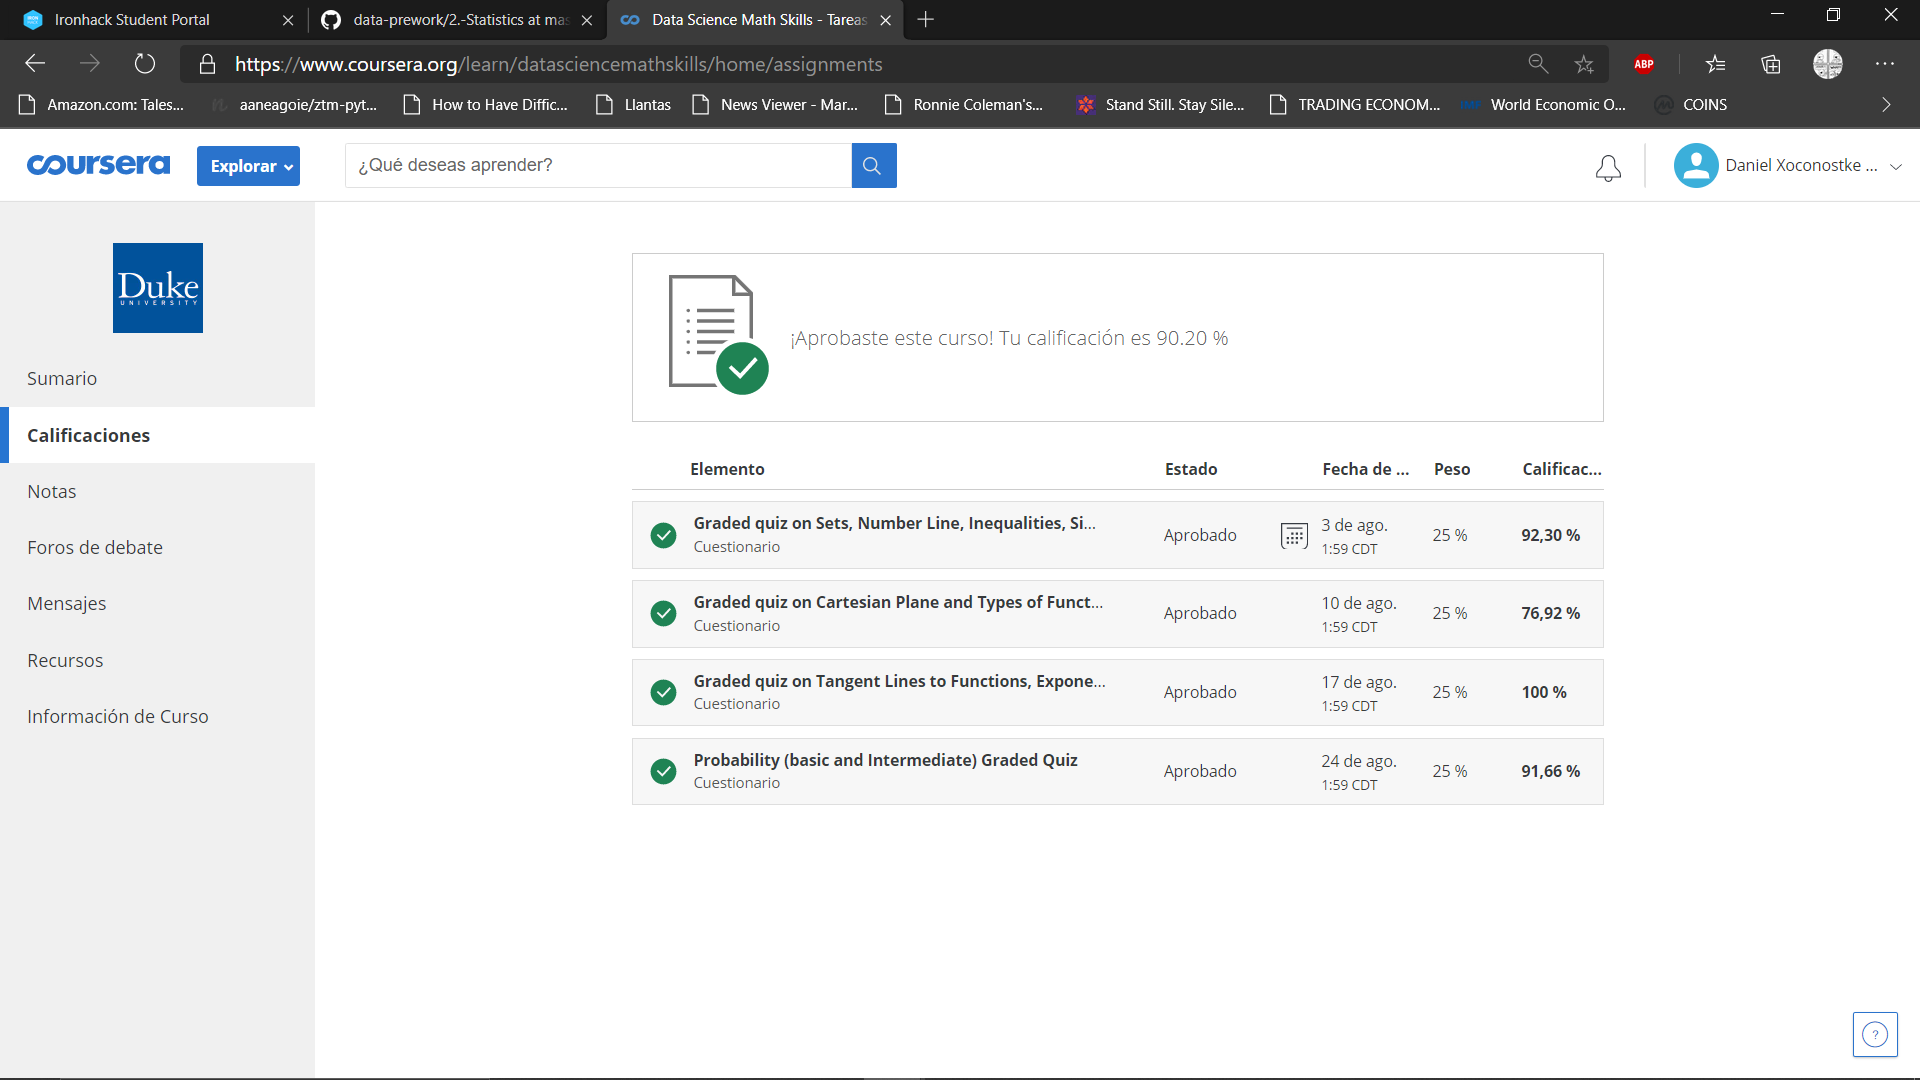 Ironhack Student Portal
data-prework/2.-Statistics at mas
Data Science Math Skills - Tareas
https://www.coursera.org/learn/datasciencemathskills/home/assignments
ABP
Amazon.com: Tales...
aaneagoie/ztm-pyt...
How to Have Diffic...
Llantas
News Viewer - Mar...
Ronnie Coleman's...
Stand Still. Stay Sile...
TRADING ECONOM...
World Economic O...
COINS
coursera
Explorar
¿Qué deseas aprender?
Daniel Xoconostke ...
Duke
UNIVERSITY
Sumario
Calificaciones
Notas
Foros de debate
Mensajes
Recursos
Información de Curso
¡Aprobaste este curso! Tu calificación es 90.20 %
Elemento Estado Fecha de ... Peso Calificac...
Graded quiz on Sets, Number Line, Inequalities, Si...
Cuestionario
Aprobado
3 de ago.
1:59 CDT
25 %
92,30 %
Graded quiz on Cartesian Plane and Types of Funct...
Cuestionario
Aprobado
10 de ago.
1:59 CDT
25 %
76,92 %
Graded quiz on Tangent Lines to Functions, Expone...
Cuestionario
Aprobado
17 de ago.
1:59 CDT
25 %
100 %
Probability (basic and Intermediate) Graded Quiz
Cuestionario
Aprobado
24 de ago.
1:59 CDT
25 %
91,66 %
?